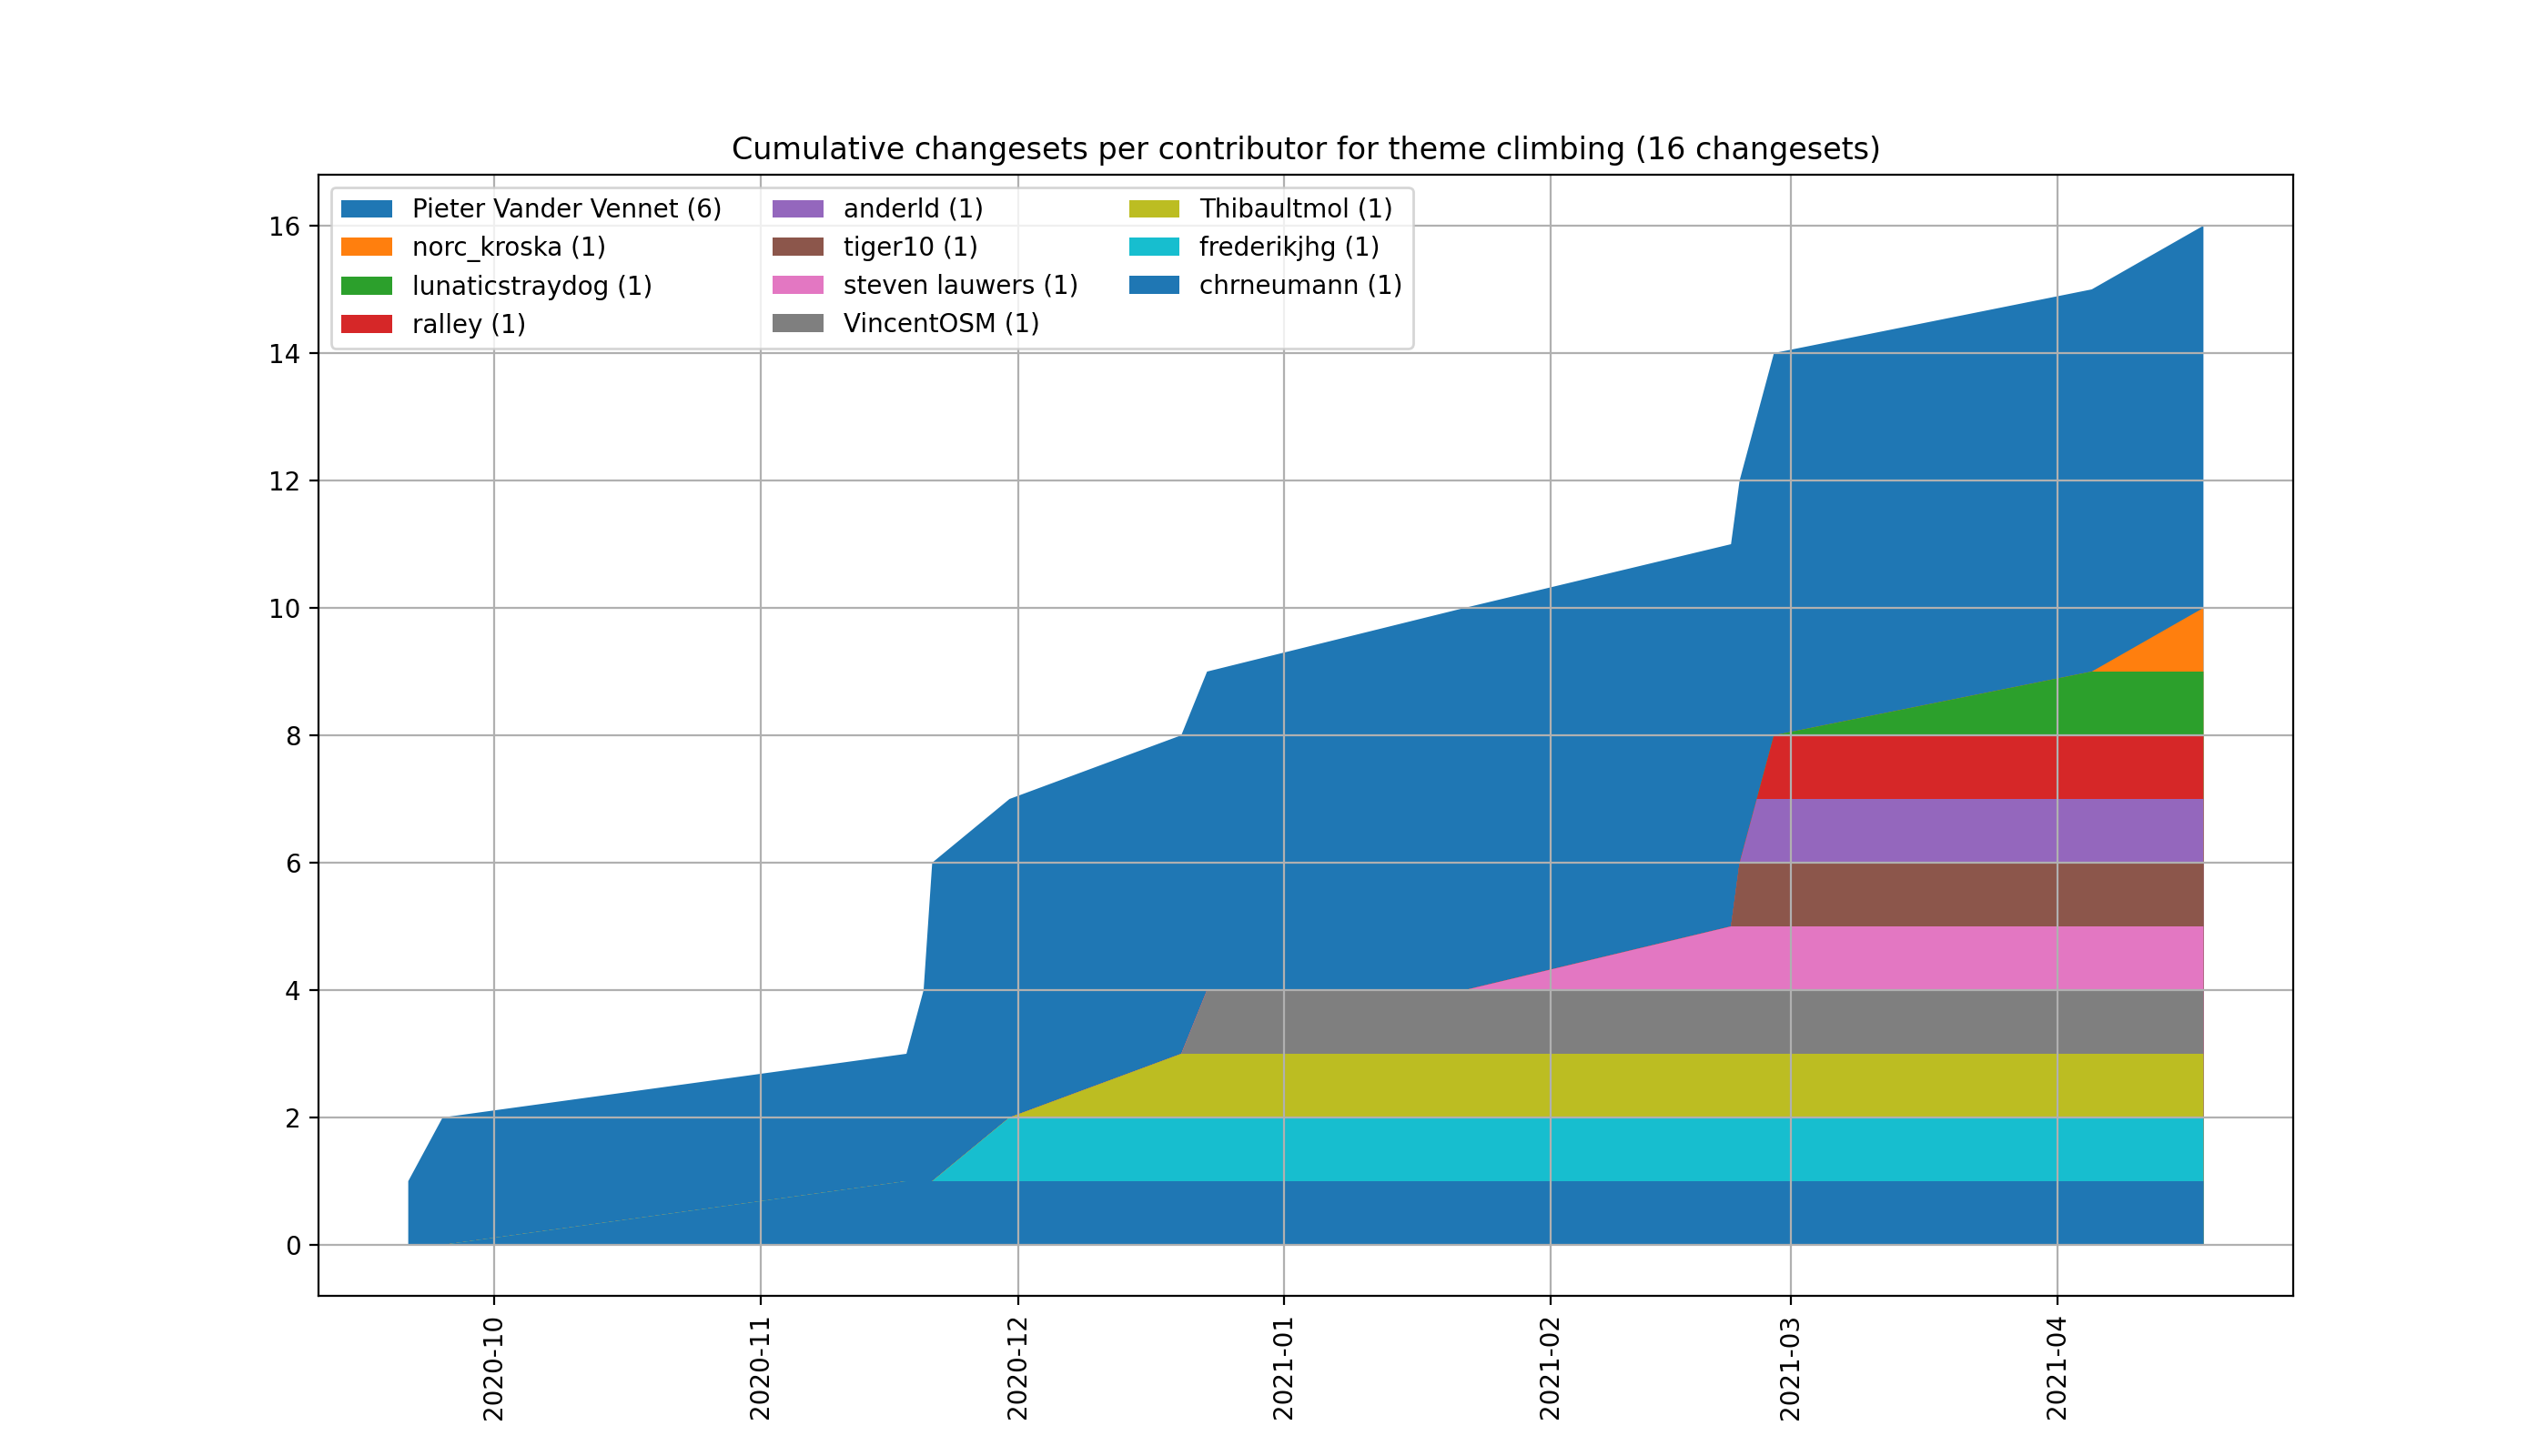 Cumulative changesets per contributor for theme climbing (16 changesets)
Pieter Vander Vennet (6)
norc_kroska (1)
lunaticstraydog (1)
ralley (1)
anderld (1)
tiger10 (1)
steven lauwers (1)
VincentOSM (1)
Thibaultmol (1)
frederikjhg (1)
chrneumann (1)
16
14
12
10
8
6
4
2
0
2020-10
2020-11
2020-12
2021-01
2021-02
2021-03
2021-04